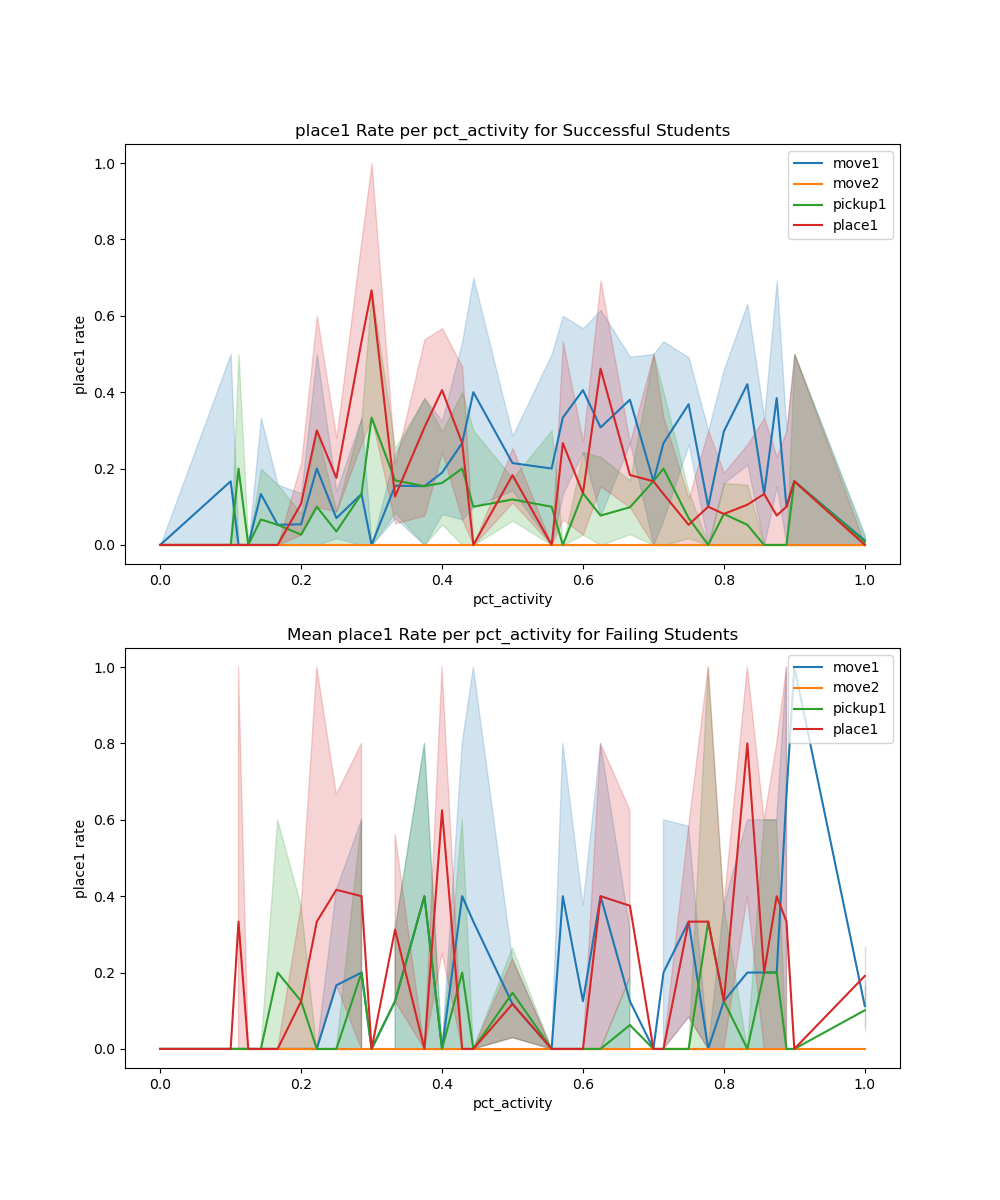 place1 Rate per pct_activity for Successful Students
1.0
0.8
0.6
0.4
0.2
0.0
place1 rate
move1
move2
pickup1
place1
0.0 0.2 0.4 0.6 0.8 1.0
pct_activity
Mean place1 Rate per pct_activity for Failing Students
1.0
0.8
0.6
0.4
0.2
0.0
place1 rate
move1
move2
pickup1
place1
0.0 0.2 0.4 0.6 0.8 1.0
pct_activity